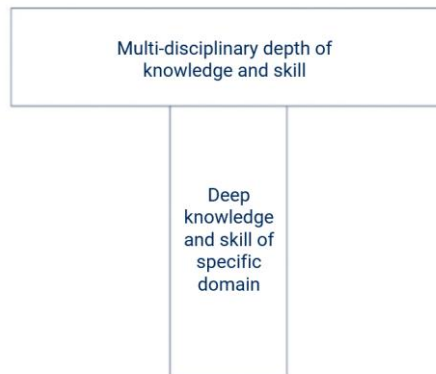 Multi-disciplinary depth of
knowledge and skill
Deep
knowledge
and skill of
specific
domain